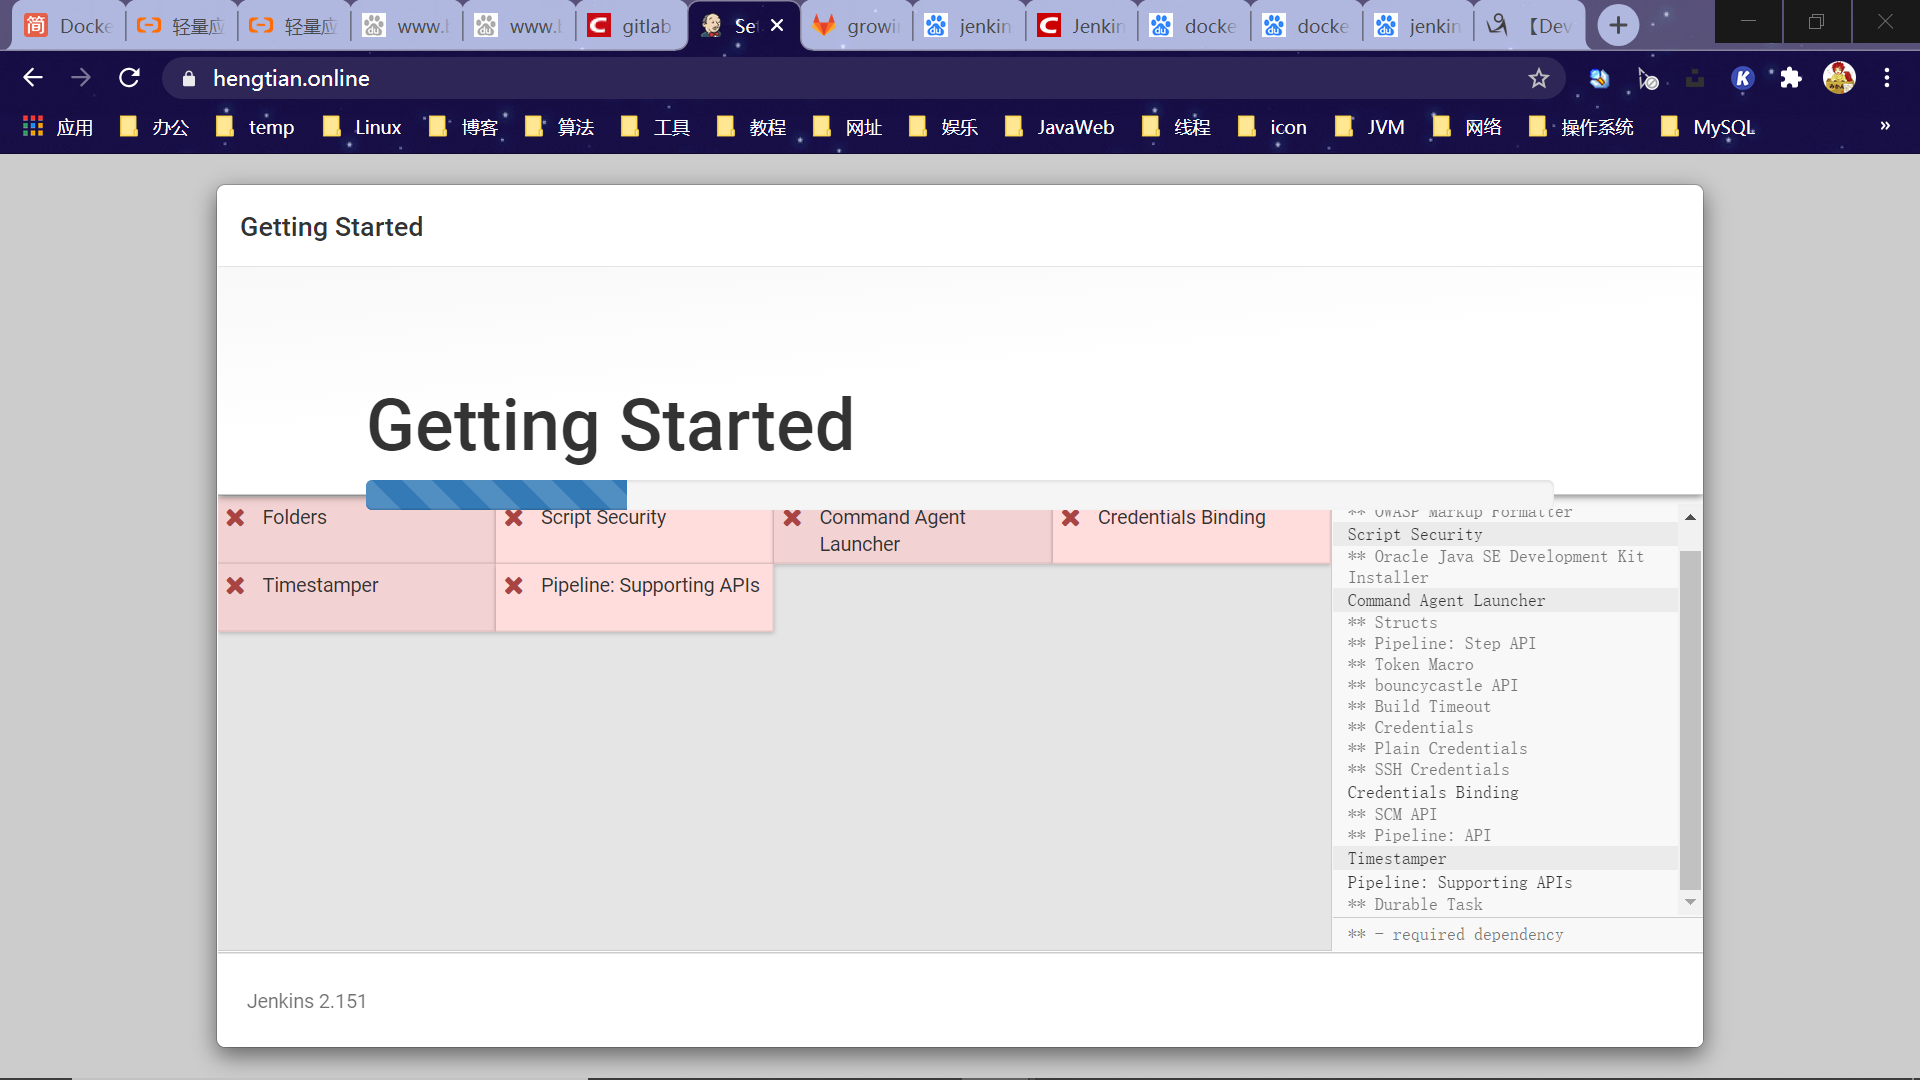 Docke 轻量应 轻量应 www.b www.b gitlab Se growi jenkin Jenkin docke docke jenkin 【Dev
hengtian.online
应用 办公 temp Linux 博客 算法 工具 教程 网址 娱乐 JavaWeb 线程 icon JVM 网络 操作系统 MySQL »
Getting Started
Getting Started
Folders Script Security Command Agent Launcher Credentials Binding
Timestamper Pipeline: Supporting APIs
** OWASP Markup Formatter
Script Security
** Oracle Java SE Development Kit
Installer
Command Agent Launcher
** Structs
** Pipeline: Step API
** Token Macro
** bouncycastle API
** Build Timeout
** Credentials
** Plain Credentials
** SSH Credentials
Credentials Binding
** SCM API
** Pipeline: API
Timestamper
Pipeline: Supporting APIs
** Durable Task
** - required dependency
Jenkins 2.151